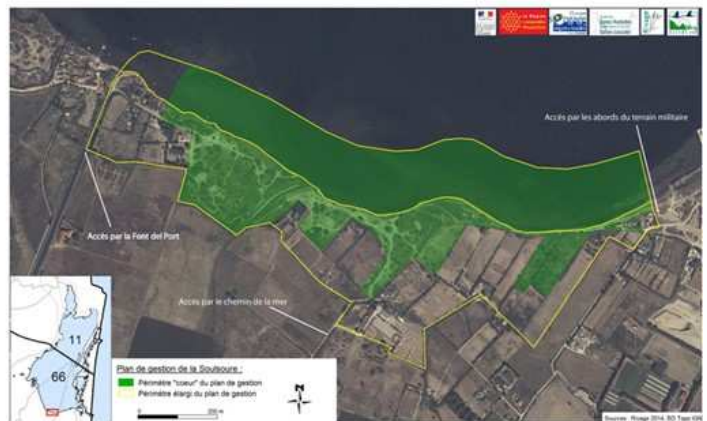 Accès par les abords du terrain militaire
Accès par la Font del Port
Accès par le chemin de la mer
11
66
Plan de gestion de la Soulsoure :
Périmètre "coeur" du plan de gestion
Périmètre élargi du plan de gestion
N
0
200 m